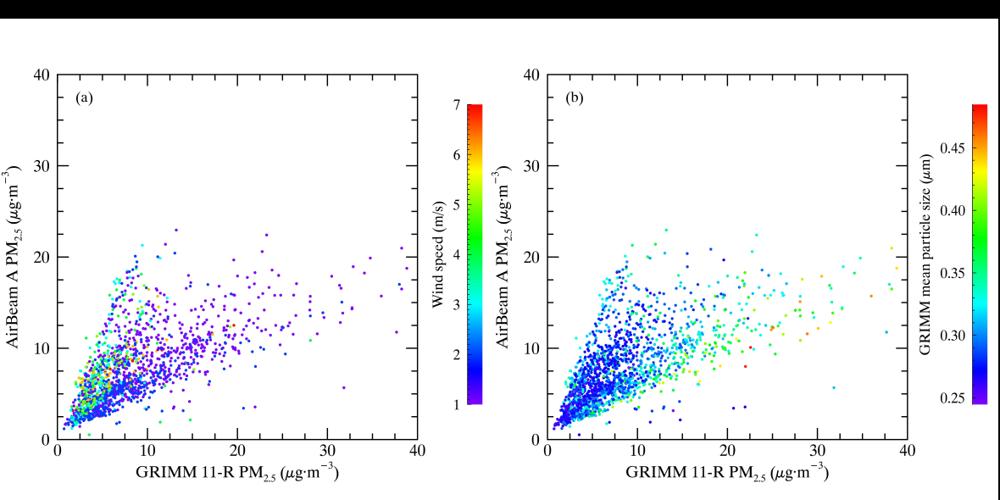 (a)
40
30
20
10
0
0 10 20 30 40
AirBeam A PM2.5 (μg·m−3)
GRIMM 11-R PM2.5 (μg·m−3)
7
6
5
4
3
2
1
Wind speed (m/s)
(b)
40
30
20
10
0
0 10 20 30 40
AirBeam A PM2.5 (μg·m−3)
GRIMM 11-R PM2.5 (μg·m−3)
0.45
0.40
0.35
0.30
0.25
GRIMM mean particle size (μm)